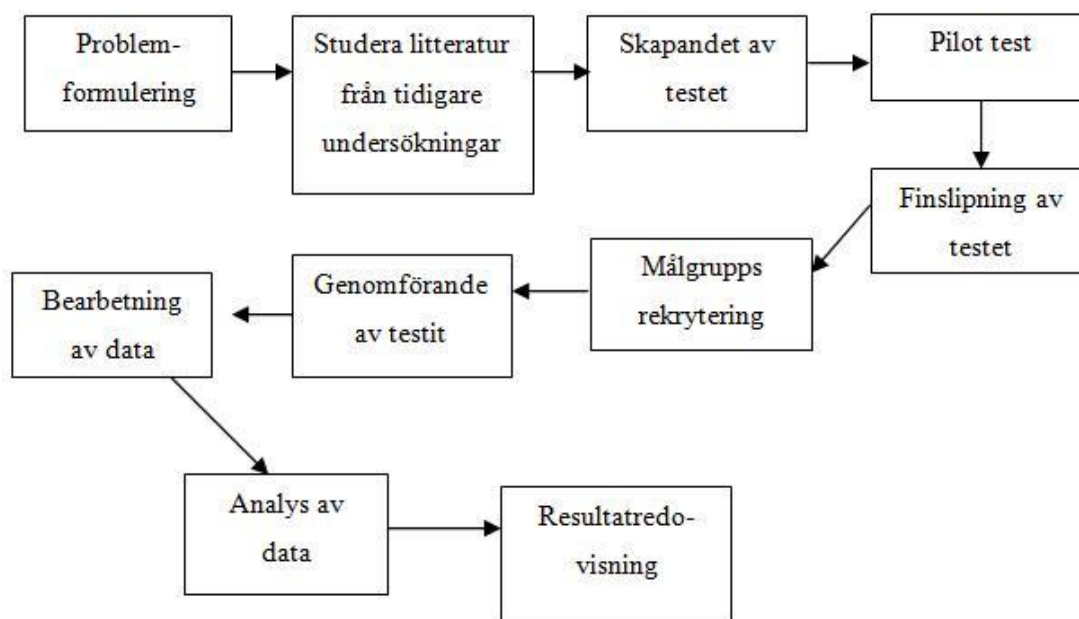 Problem-
formulering
Studera litteratur
från tidigare
undersökningar
Skapandet av
testet
Pilot test
Finslipning av
testet
Målgrupps
rekrytering
Genomförande
av testit
Bearbetning
av data
Analys av
data
Resultatredo-
visning